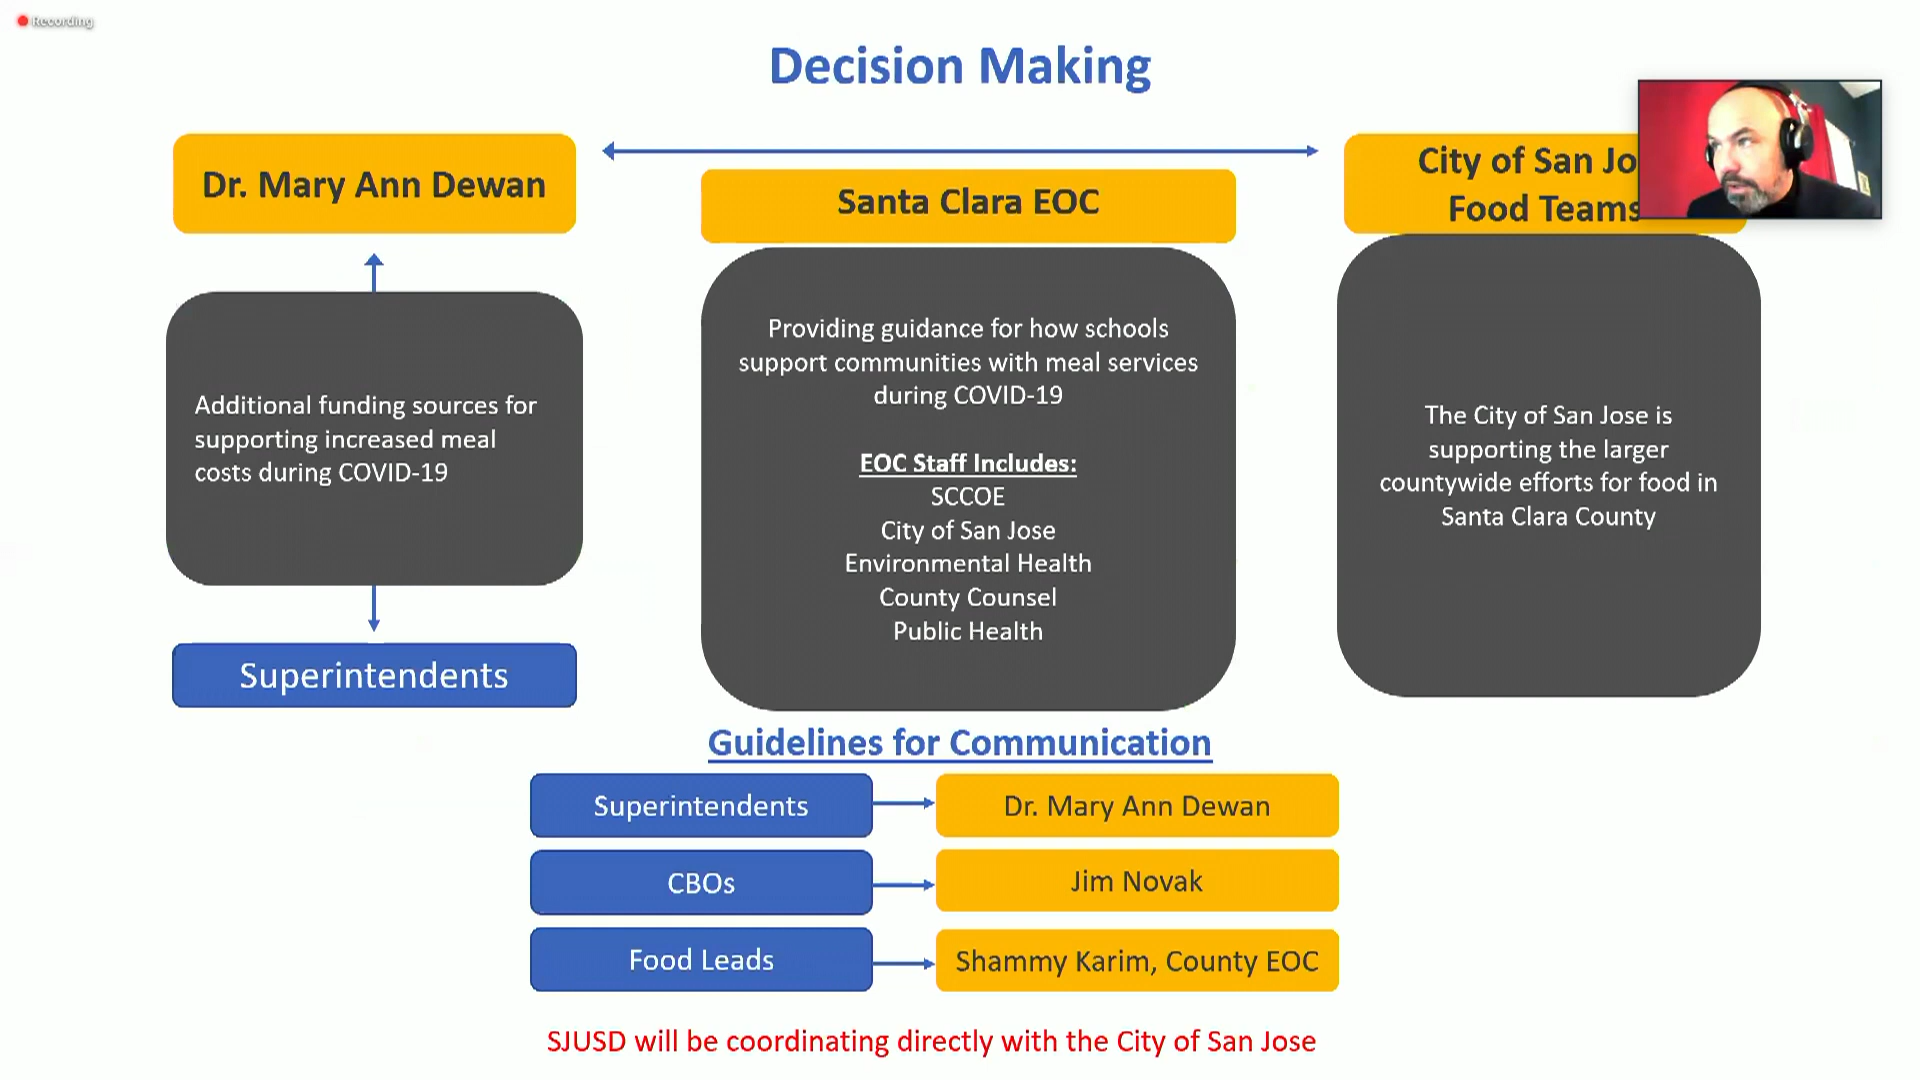 Recording
Decision Making
Dr. Mary Ann Dewan
Additional funding sources for
supporting increased meal
costs during COVID-19
Superintendents
Santa Clara EOC
Providing guidance for how schools
support communities with meal services
during COVID-19
EOC Staff Includes:
SCCOE
City of San Jose
Environmental Health
County Counsel
Public Health
City of San Jo
Food Teams
The City of San Jose is
supporting the larger
countywide efforts for food in
Santa Clara County
Guidelines for Communication
Superintendents
Dr. Mary Ann Dewan
CBOs
Jim Novak
Food Leads
Shammy Karim, County EOC
SJUSD will be coordinating directly with the City of San Jose